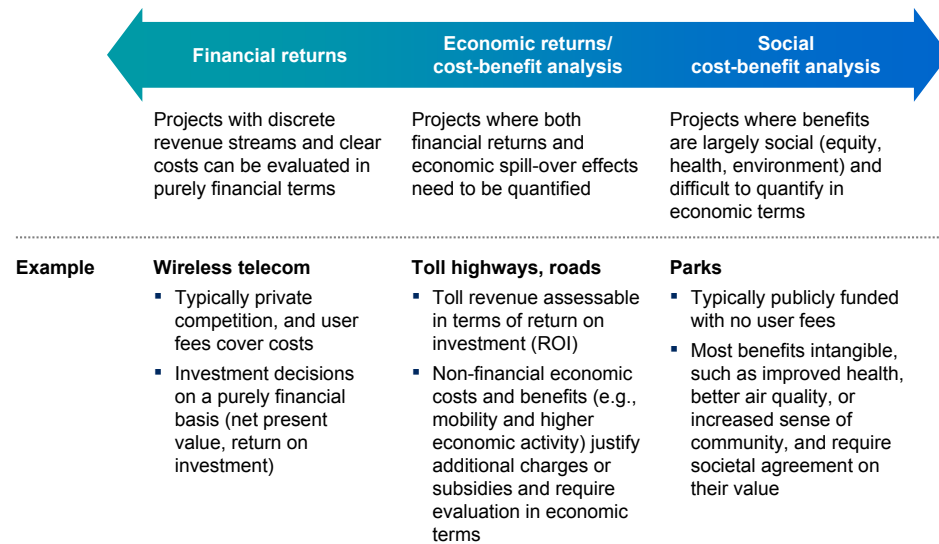 Financial returns
Economic returns/
cost-benefit analysis
Social
cost-benefit analysis
Projects with discrete
revenue streams and clear
costs can be evaluated in
purely financial terms
Projects where both
financial returns and
economic spill-over effects
need to be quantified
Projects where benefits
are largely social (equity,
health, environment) and
difficult to quantify in
economic terms
Example
Wireless telecom
▪ Typically private
competition, and user
fees cover costs
▪ Investment decisions
on a purely financial
basis (net present
value, return on
investment)
Toll highways, roads
▪ Toll revenue assessable
in terms of return on
investment (ROI)
▪ Non-financial economic
costs and benefits (e.g.,
mobility and higher
economic activity) justify
additional charges or
subsidies and require
evaluation in economic
terms
Parks
▪ Typically publicly funded
with no user fees
▪ Most benefits intangible,
such as improved health,
better air quality, or
increased sense of
community, and require
societal agreement on
their value